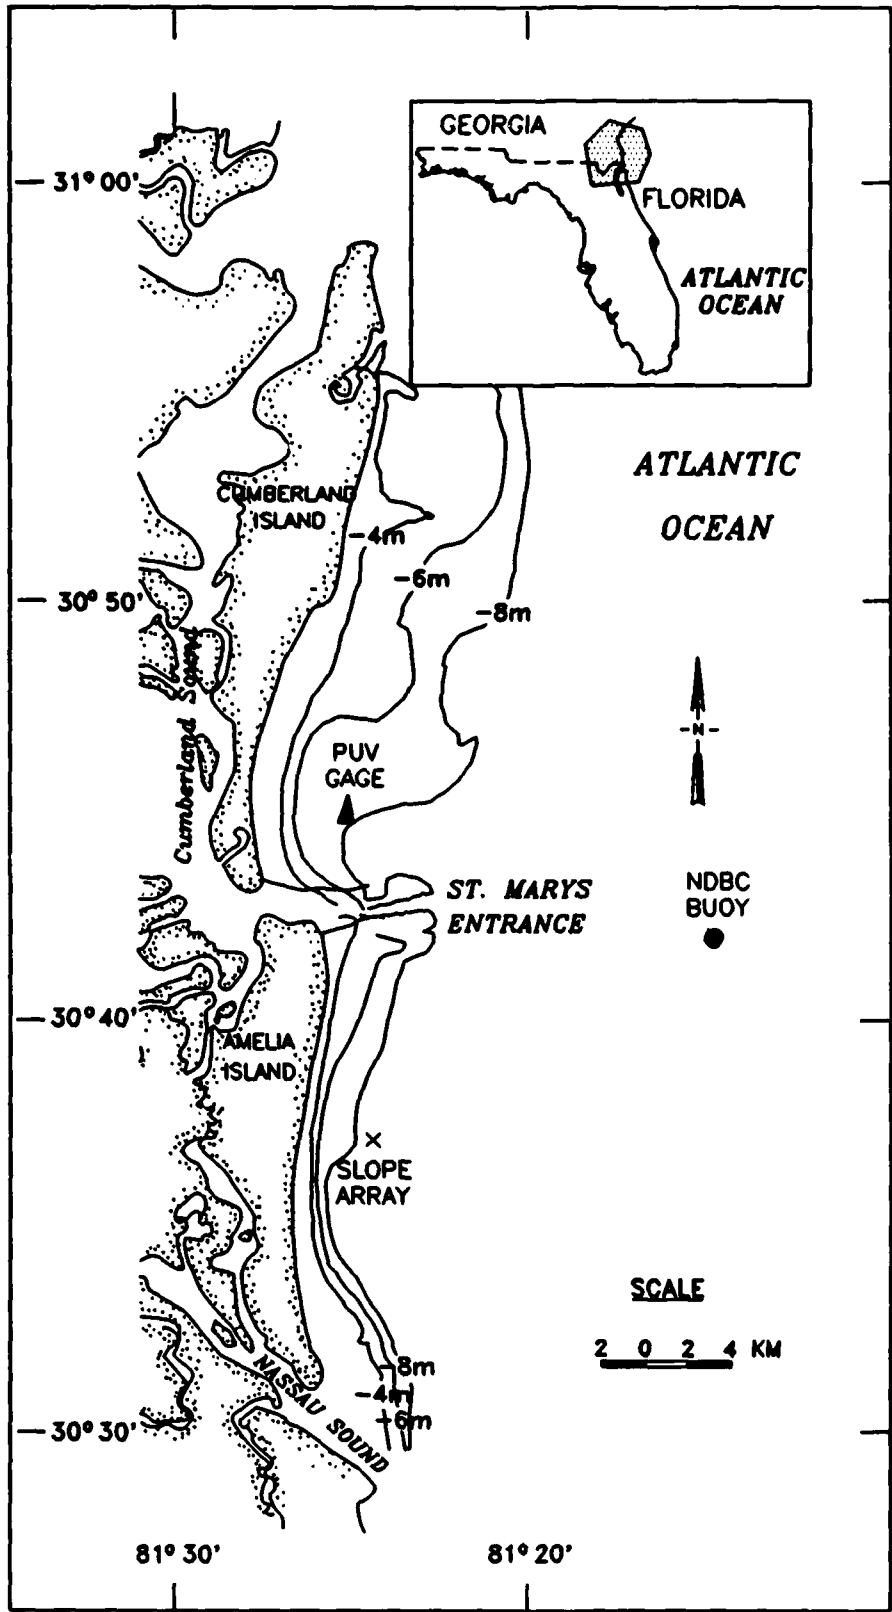 GEORGIA
FLORIDA
ATLANTIC
OCEAN
31° 00'
ATLANTIC
OCEAN
CUMBERLAND
ISLAND
-4m
-6m
-8m
30° 50'
Cumberland Sound
PUV
GAGE
-N-
ST. MARYS
ENTRANCE
NDBC
BUOY
30° 40'
AMELIA
ISLAND
×
SLOPE
ARRAY
SCALE
2 0 2 4 KM
8m
-4m
-6m
NASSAU SOUND
30° 30'
81° 30'
81° 20'